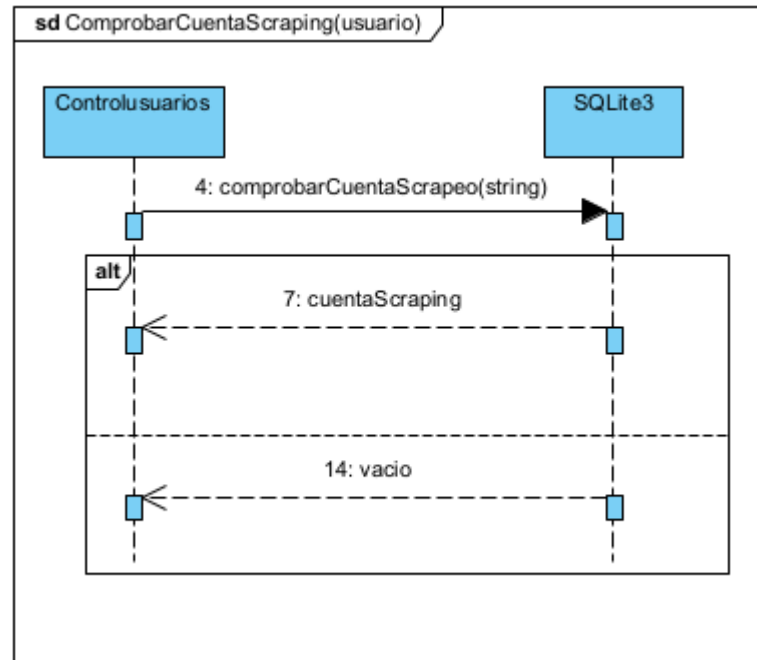 sd ComprobarCuentaScraping(usuario)
Controlusuarios
SQLite3
4: comprobarCuentaScrapeo(string)
alt
7: cuentaScraping
14: vacio